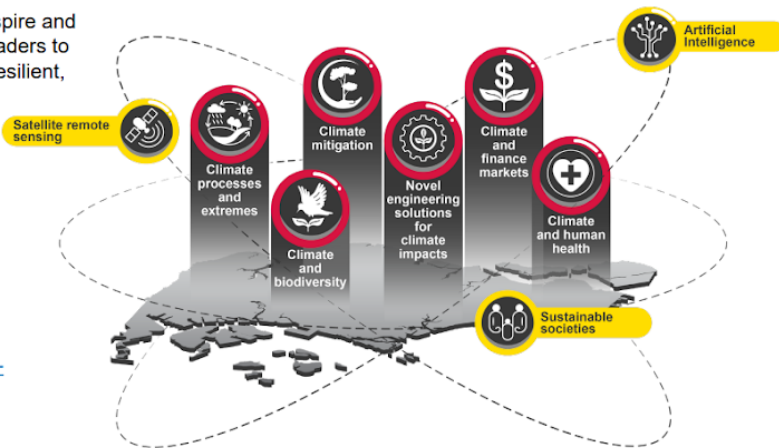 spire and
aders to
esilient,
Artificial
Intelligence
Satellite remote
sensing
Climate
processes
and
extremes
Climate
mitigation
Climate
and
biodiversity
Novel
engineering
solutions
for
climate
impacts
Climate
and
finance
markets
Climate
and human
health
Sustainable
societies